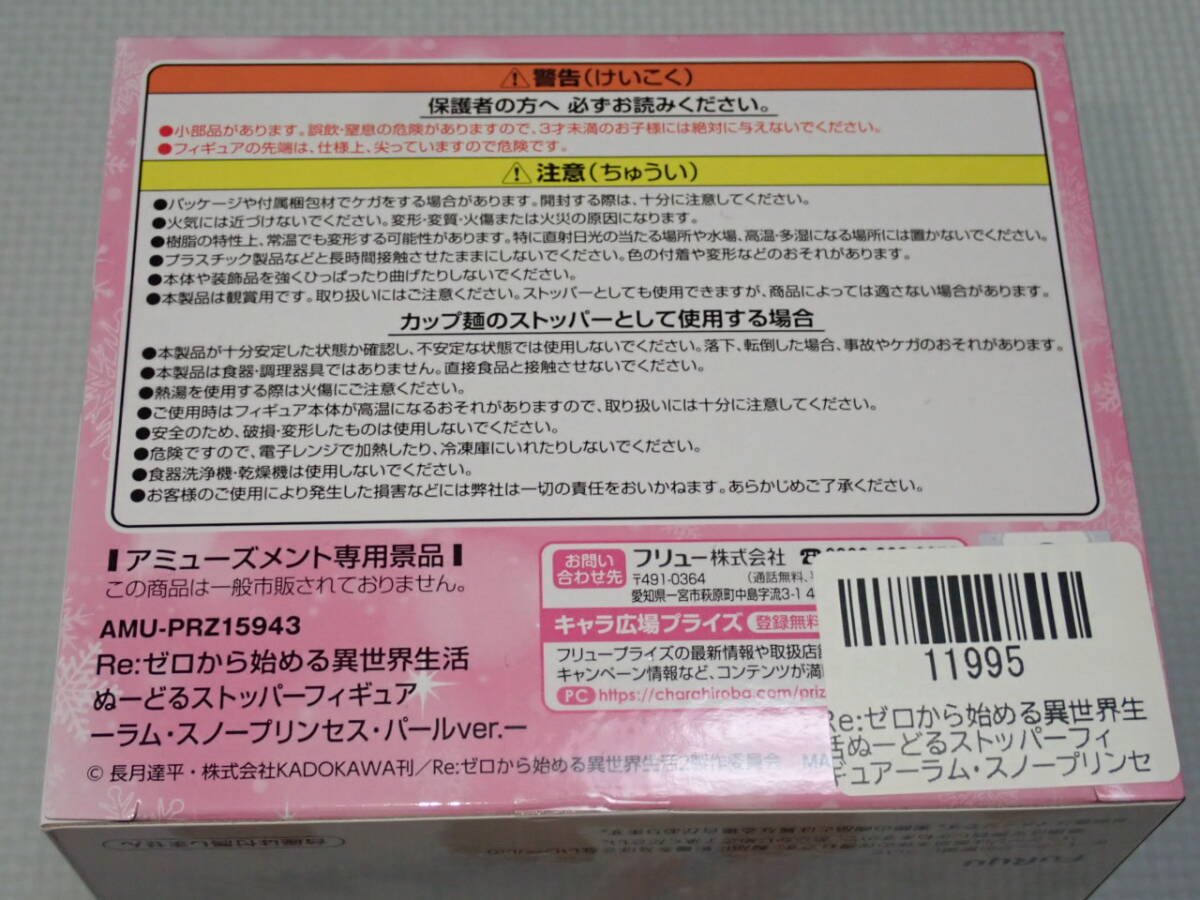 ⚠警告(けいこく)
保護者の方へ 必ずお読みください。
●小部品があります。誤飲・窒息の危険がありますので、3才未満のお子様には絶対に与えないでください。
●フィギュアの先端は、仕様上、尖っていますので危険です。
⚠注意(ちゅうい)
●パッケージや付属梱包材でケガをする場合があります。開封する際は、十分に注意してください。
●火気には近づけないでください。変形・変質・火傷または火災の原因になります。
●樹脂の特性上、常温でも変形する可能性があります。特に直射日光の当たる場所や水場、高温・多湿になる場所には置かないでください。
●プラスチック製品などと長時間接触させたままにしないでください。色の付着や変形などのおそれがあります。
●本体や装飾品を強くひっぱったり曲げたりしないでください。
●本製品は観賞用です。取り扱いにはご注意ください。ストッパーとしても使用できますが、商品によっては適さない場合があります。
カップ麺のストッパーとして使用する場合
●本製品が十分安定した状態か確認し、不安定な状態では使用しないでください。落下、転倒した場合、事故やケガのおそれがあります。
●本製品は食器・調理器具ではありません。直接食品と接触させないでください。
●熱湯を使用する際は火傷にご注意ください。
●ご使用時はフィギュア本体が高温になるおそれがありますので、取り扱いには十分に注意してください。
●安全のため、破損・変形したものは使用しないでください。
●危険ですので、電子レンジで加熱したり、冷凍庫にいれたりしないでください。
●食器洗浄機・乾燥機は使用しないでください。
●お客様のご使用により発生した損害などには弊社は一切の責任をおいかねます。あらかじめご了承ください。
アミューズメント専用景品
この商品は一般市販されておりません。
AMU-PRZ15943
Re:ゼロから始める異世界生活
ぬーどるストッパーフィギュア
ーラム・スノープリンセス・パールver.ー
© 長月達平・株式会社KADOKAWA刊/Re:ゼロから始める異世界生活2製作委員会 MA
お問い合わせ先
フリュー株式会社
〒491-0364 (通話無料、
愛知県一宮市萩原町中島字流3-1 4
キャラ広場プライズ 登録無料
フリュープライズの最新情報や取扱店
キャンペーン情報など、コンテンツが満
PC https://charahiroba.com/priz
11995
Re:ゼロから始める異世界生
活ぬーどるストッパーフィ
ギュアーラム・スノープリンセ
台座は付属しません
FuRyu